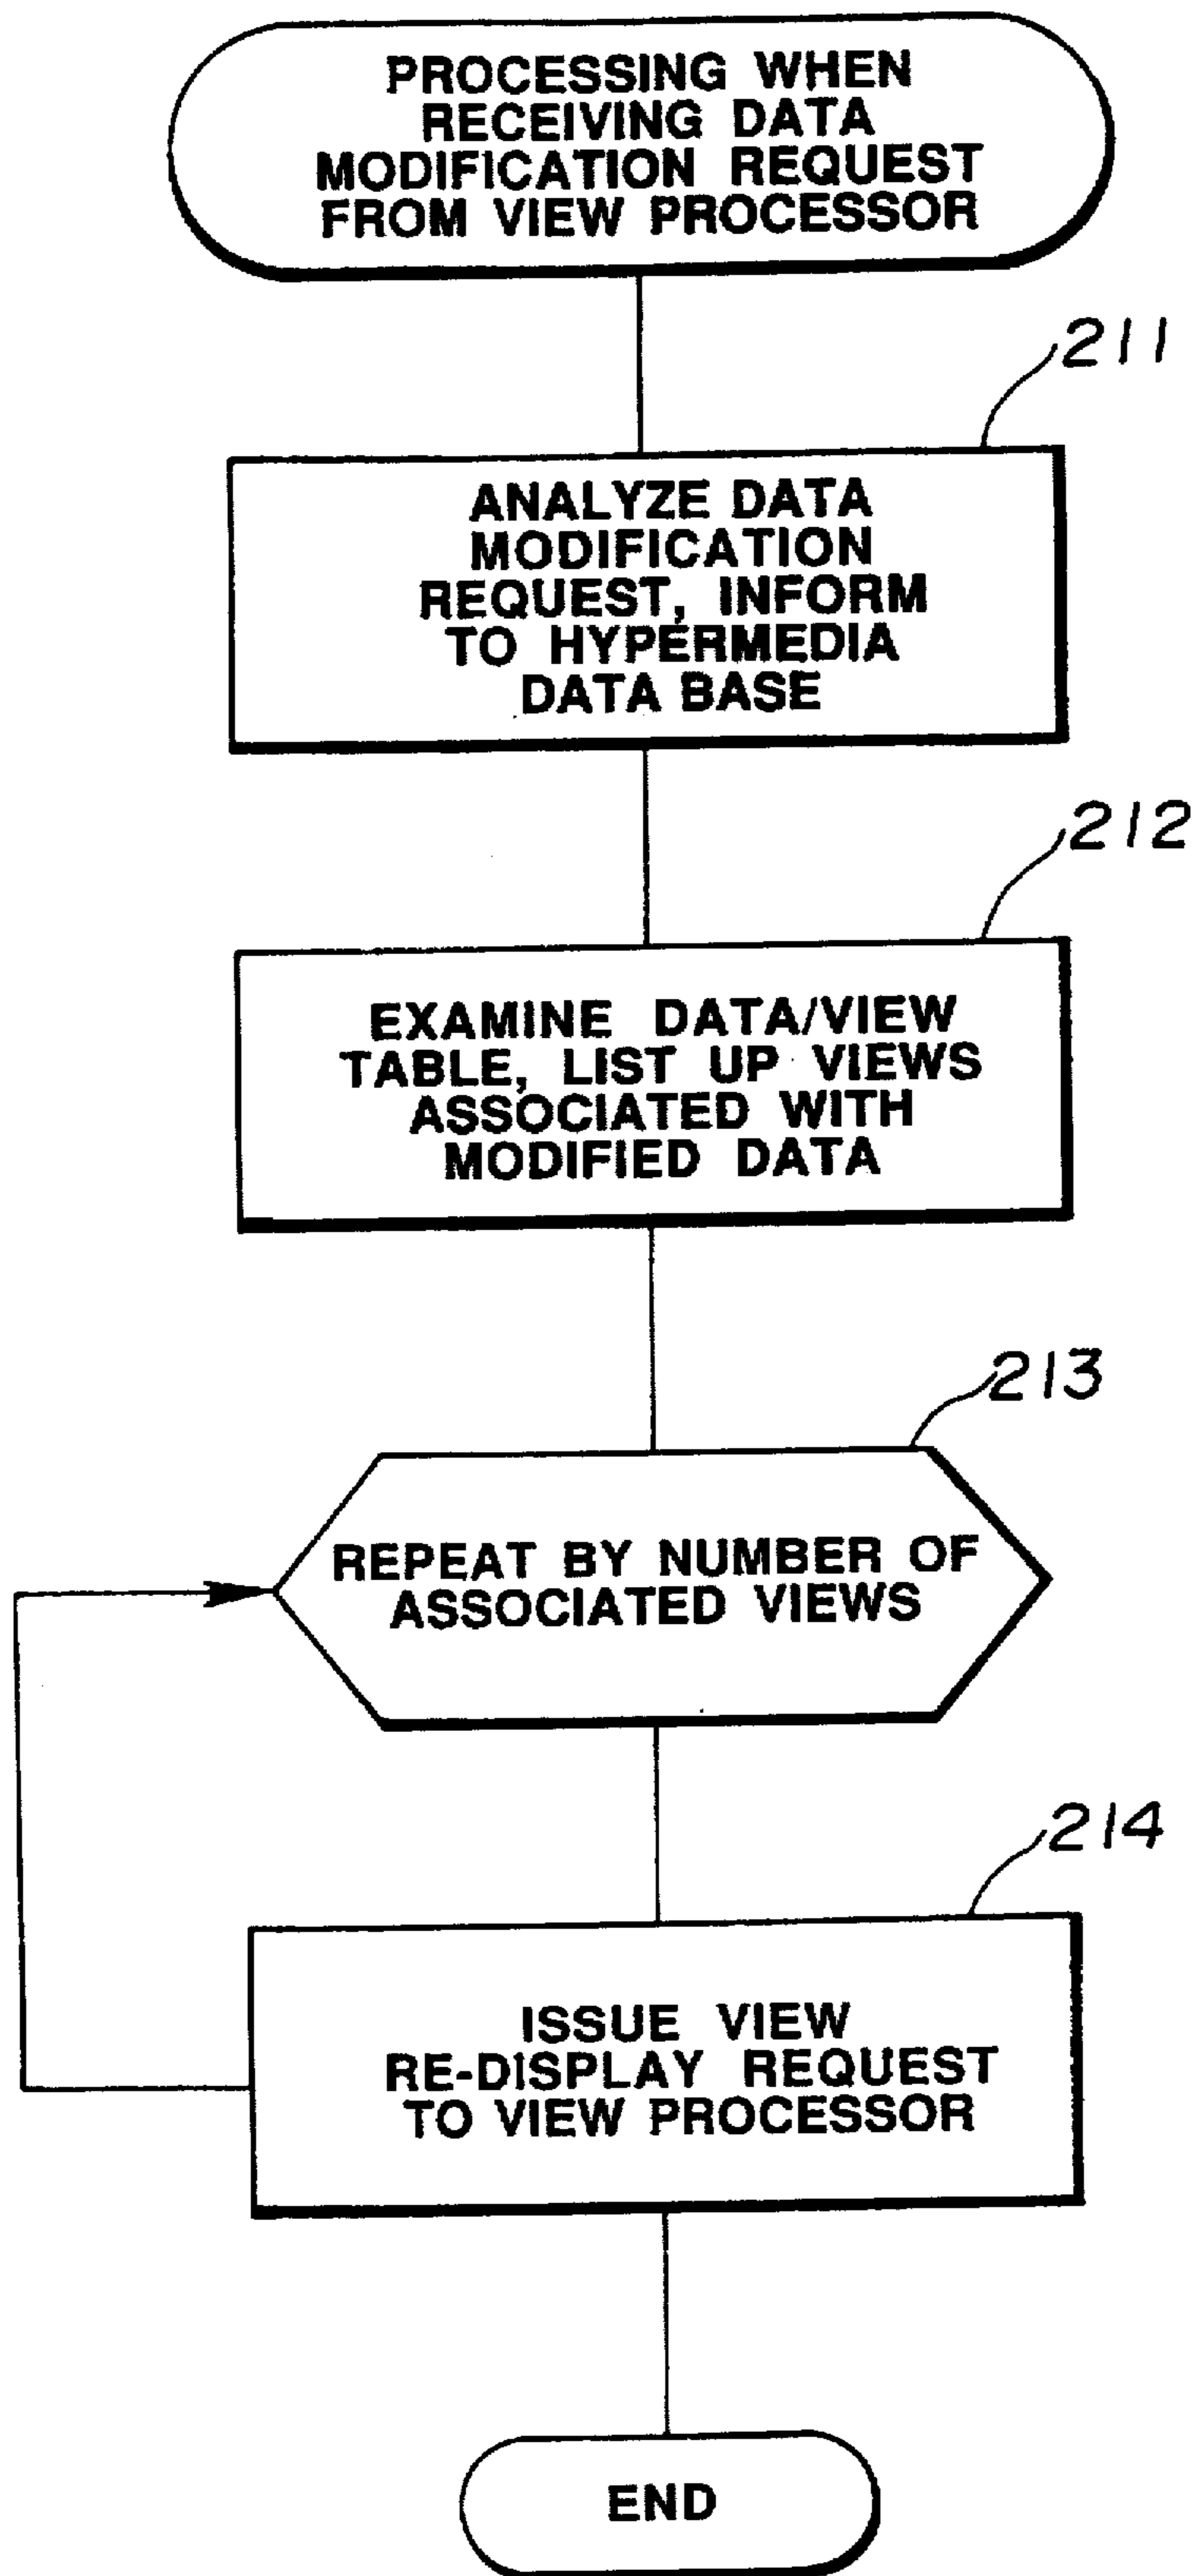 PROCESSING WHEN
RECEIVING DATA
MODIFICATION REQUEST
FROM VIEW PROCESSOR
211
ANALYZE DATA
MODIFICATION
REQUEST, INFORM
TO HYPERMEDIA
DATA BASE
212
EXAMINE DATA/VIEW
TABLE, LIST UP VIEWS
ASSOCIATED WITH
MODIFIED DATA
213
REPEAT BY NUMBER OF
ASSOCIATED VIEWS
214
ISSUE VIEW
RE-DISPLAY REQUEST
TO VIEW PROCESSOR
END